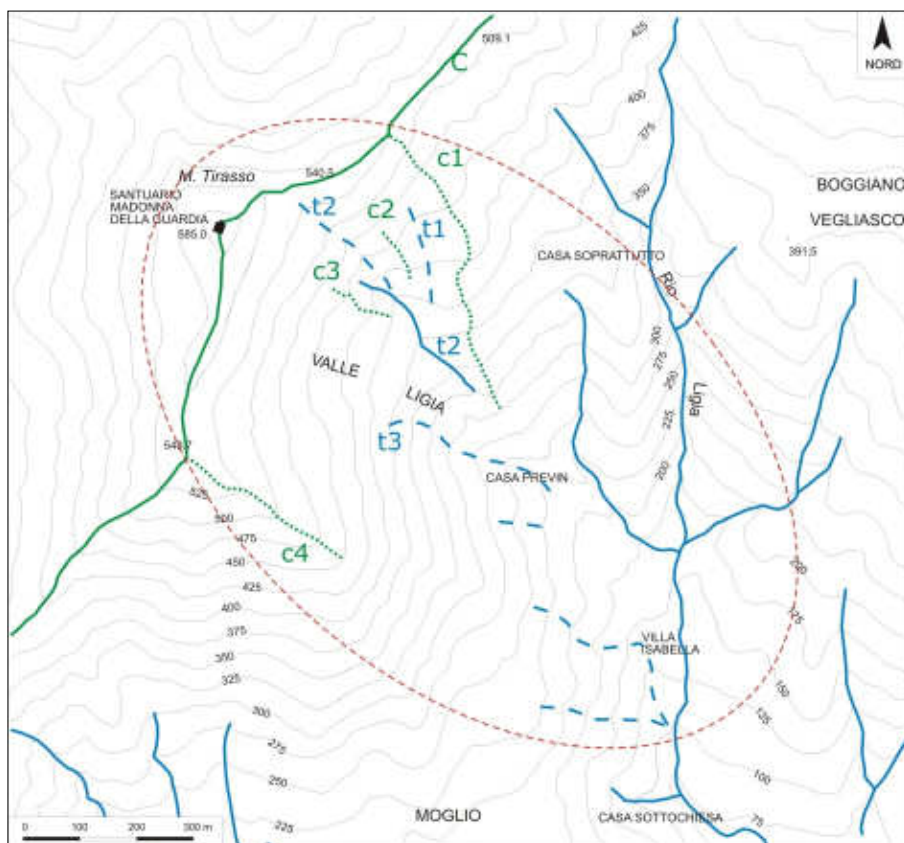 509.1
C
425
NORD
400
375
c1
M. Tirasso
540.5
350
BOGGIANO
SANTUARIO
MADONNA
DELLA GUARDIA
585.0
t2
c2
t1
VEGLIASCO
391.5
CASA SOPRATTUTTO
c3
Rio
t2
300
275
250
225
VALLE
LIGIA
Ligia
t3
200
CASA PREVIN
525
500
475
450
425
400
375
350
325
c4
200
125
VILLA
ISABELLA
150
125
300
275
250
225
100
75
MOGLIO
CASA SOTTOCHIESA
0 100 200 300 m